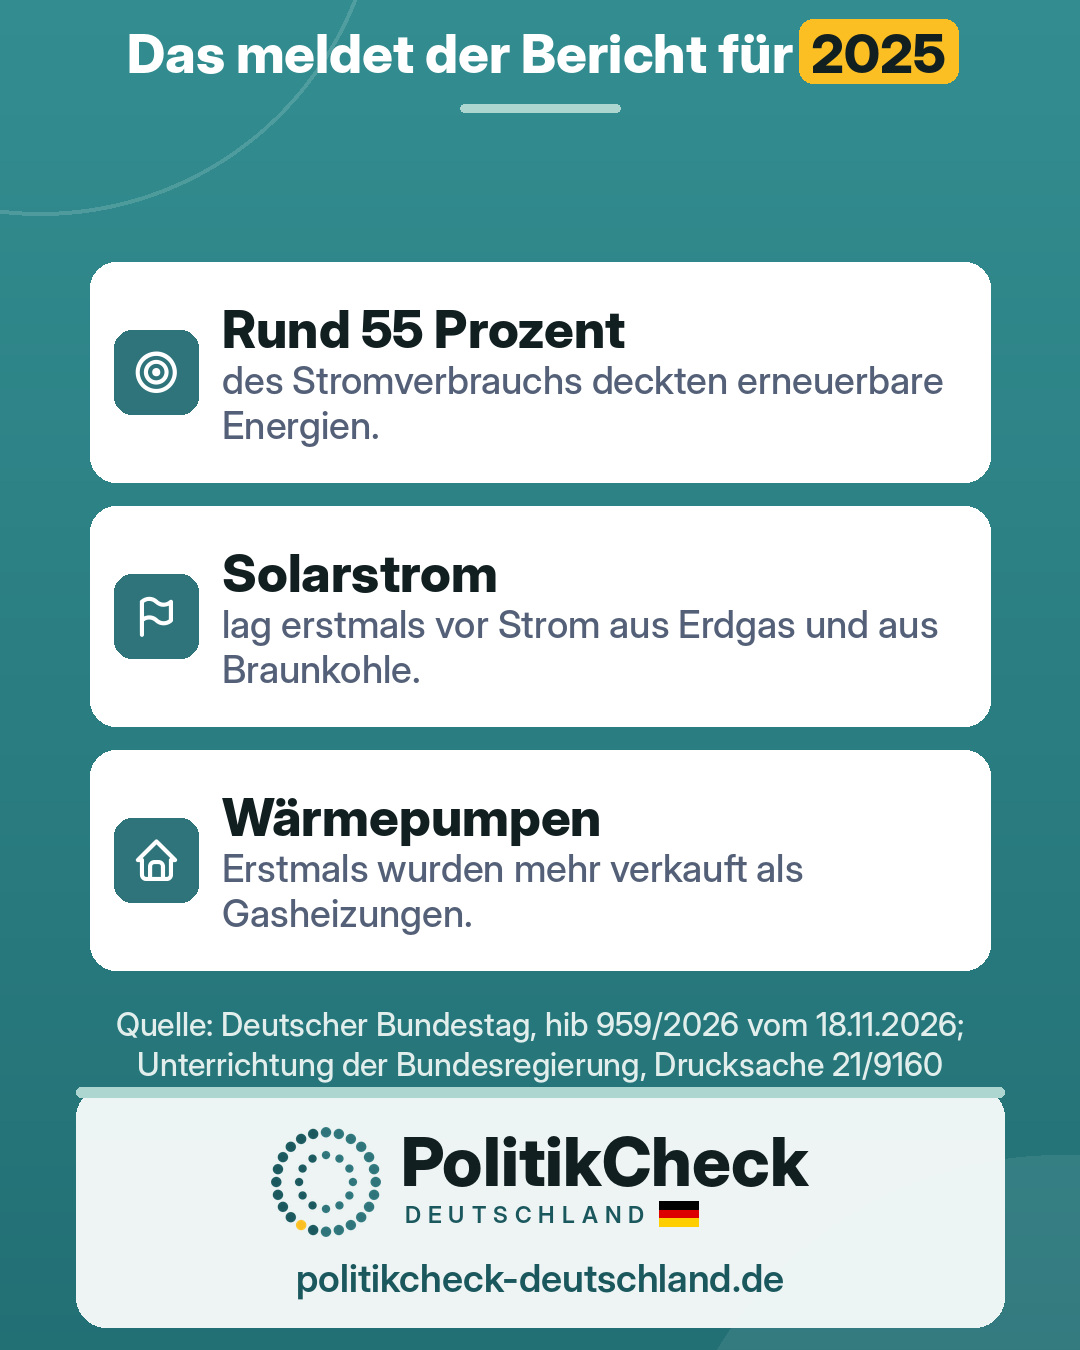 Das meldet der Bericht für 2025
Rund 55 Prozent
des Stromverbrauchs deckten erneuerbare
Energien.
Solarstrom
lag erstmals vor Strom aus Erdgas und aus
Braunkohle.
Wärmepumpen
Erstmals wurden mehr verkauft als
Gasheizungen.
Quelle: Deutscher Bundestag, hib 959/2026 vom 18.11.2026;
Unterrichtung der Bundesregierung, Drucksache 21/9160
PolitikCheck
DEUTSCHLAND
politikcheck-deutschland.de